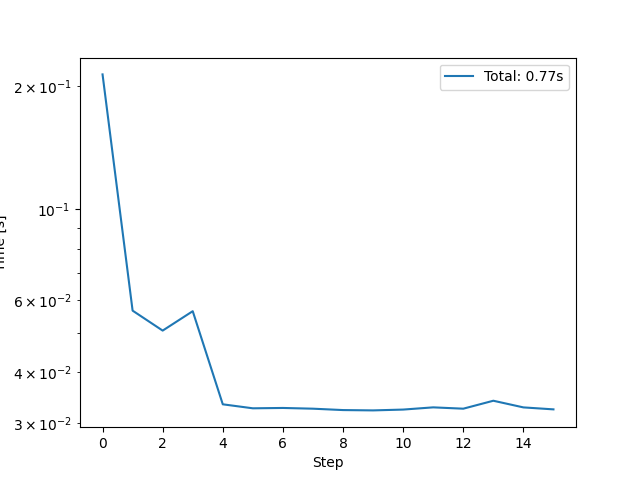 Total: 0.77s
2 × 10⁻¹
10⁻¹
6 × 10⁻²
4 × 10⁻²
3 × 10⁻²
0 2 4 6 8 10 12 14
Step
[s]